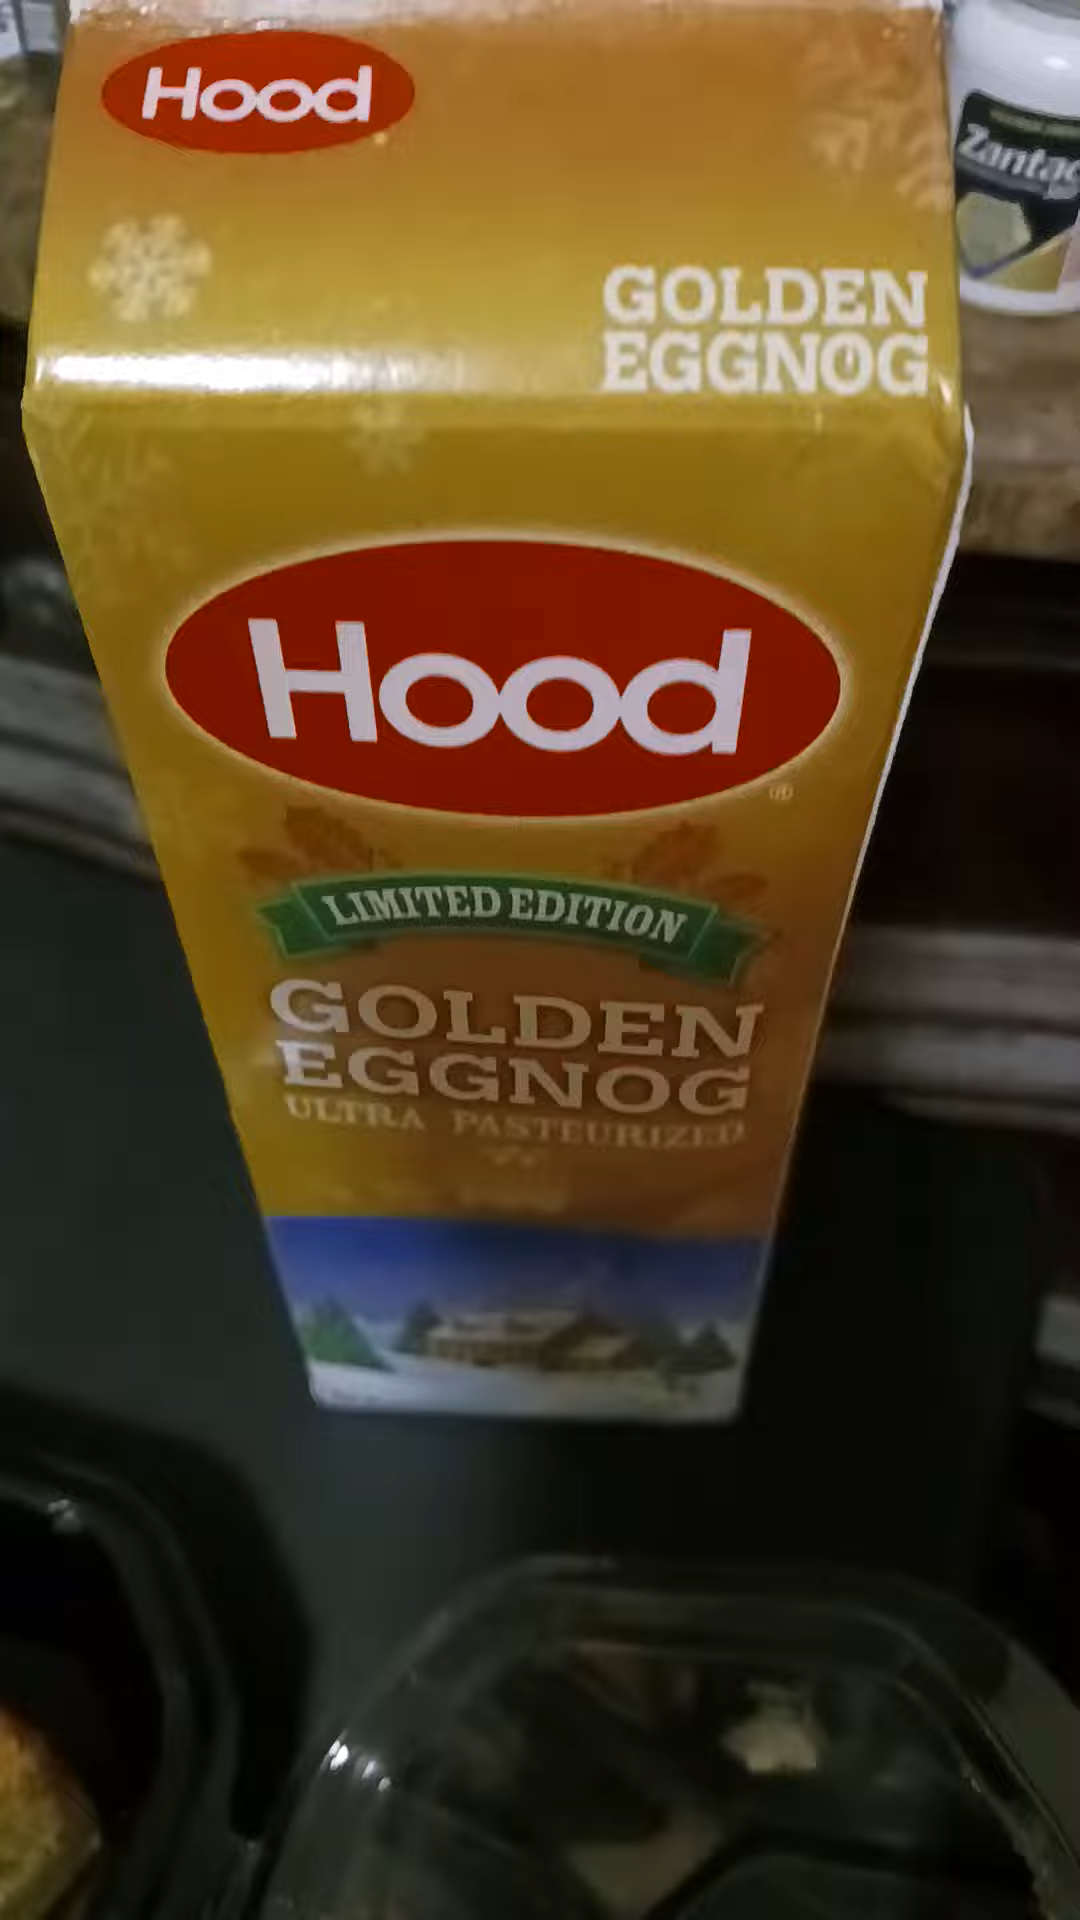 Hood
Zantac
GOLDEN
EGGNOG
Hood
LIMITED EDITION
GOLDEN
EGGNOG
ULTRA PASTEURIZED